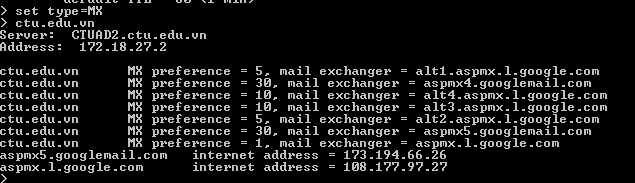 > set type=MX
> ctu.edu.vn
Server:  CTUAD2.ctu.edu.vn
Address:  172.18.27.2
ctu.edu.vn      MX preference = 5, mail exchanger = alt1.aspmx.l.google.com
ctu.edu.vn      MX preference = 30, mail exchanger = aspmx4.googlemail.com
ctu.edu.vn      MX preference = 10, mail exchanger = alt4.aspmx.l.google.com
ctu.edu.vn      MX preference = 10, mail exchanger = alt3.aspmx.l.google.com
ctu.edu.vn      MX preference = 5, mail exchanger = alt2.aspmx.l.google.com
ctu.edu.vn      MX preference = 30, mail exchanger = aspmx5.googlemail.com
ctu.edu.vn      MX preference = 1, mail exchanger = aspmx.l.google.com
aspmx5.googlemail.com   internet address = 173.194.66.26
aspmx.l.google.com      internet address = 108.177.97.27
>